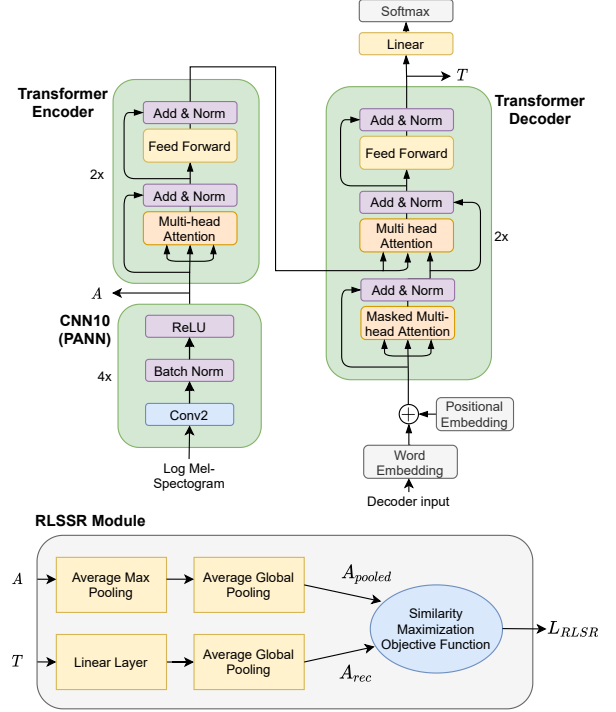 Softmax
Linear
T
Transformer
Decoder
Add & Norm
Feed Forward
Add & Norm
Multi head
Attention
2x
Add & Norm
Masked Multi-
head Attention
Positional
Embedding
Word
Embedding
Decoder input
Transformer
Encoder
Add & Norm
Feed Forward
2x
Add & Norm
Multi-head
Attention
A
CNN10
(PANN)
ReLU
4x
Batch Norm
Conv2
Log Mel-
Spectogram
RLSSR Module
A
Average Max
Pooling
Average Global
Pooling
A_pooled
T
Linear Layer
Average Global
Pooling
A_rec
Similarity
Maximization
Objective Function
L_RLSR